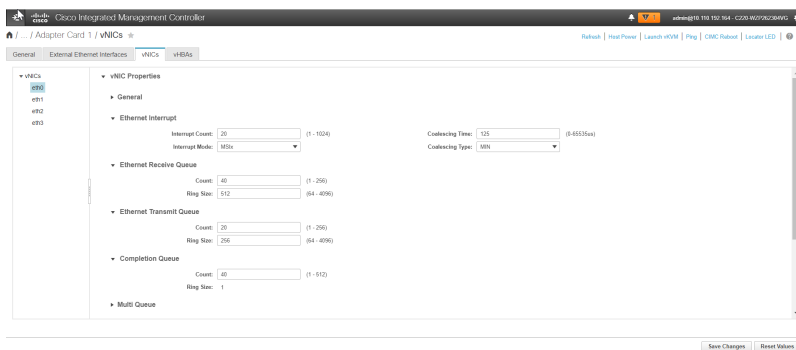 cisco Cisco Integrated Management Controller 1 admin@10.110.192.164 - C220-WZP262304VG
/ ... / Adapter Card 1 / vNICs ★ Refresh | Host Power | Launch vKVM | Ping | CIMC Reboot | Locator LED |
General External Ethernet Interfaces vNICs vHBAs
▼ vNICs
eth0
eth1
eth2
eth3
▼ vNIC Properties
▶ General
▼ Ethernet Interrupt
Interrupt Count: 20 (1 - 1024) Coalescing Time: 125 (0-65535us)
Interrupt Mode: MSIx Coalescing Type: MIN
▼ Ethernet Receive Queue
Count: 40 (1 - 256)
Ring Size: 512 (64 - 4096)
▼ Ethernet Transmit Queue
Count: 20 (1 - 256)
Ring Size: 256 (64 - 4096)
▼ Completion Queue
Count: 40 (1 - 512)
Ring Size: 1
▶ Multi Queue
Save Changes Reset Values